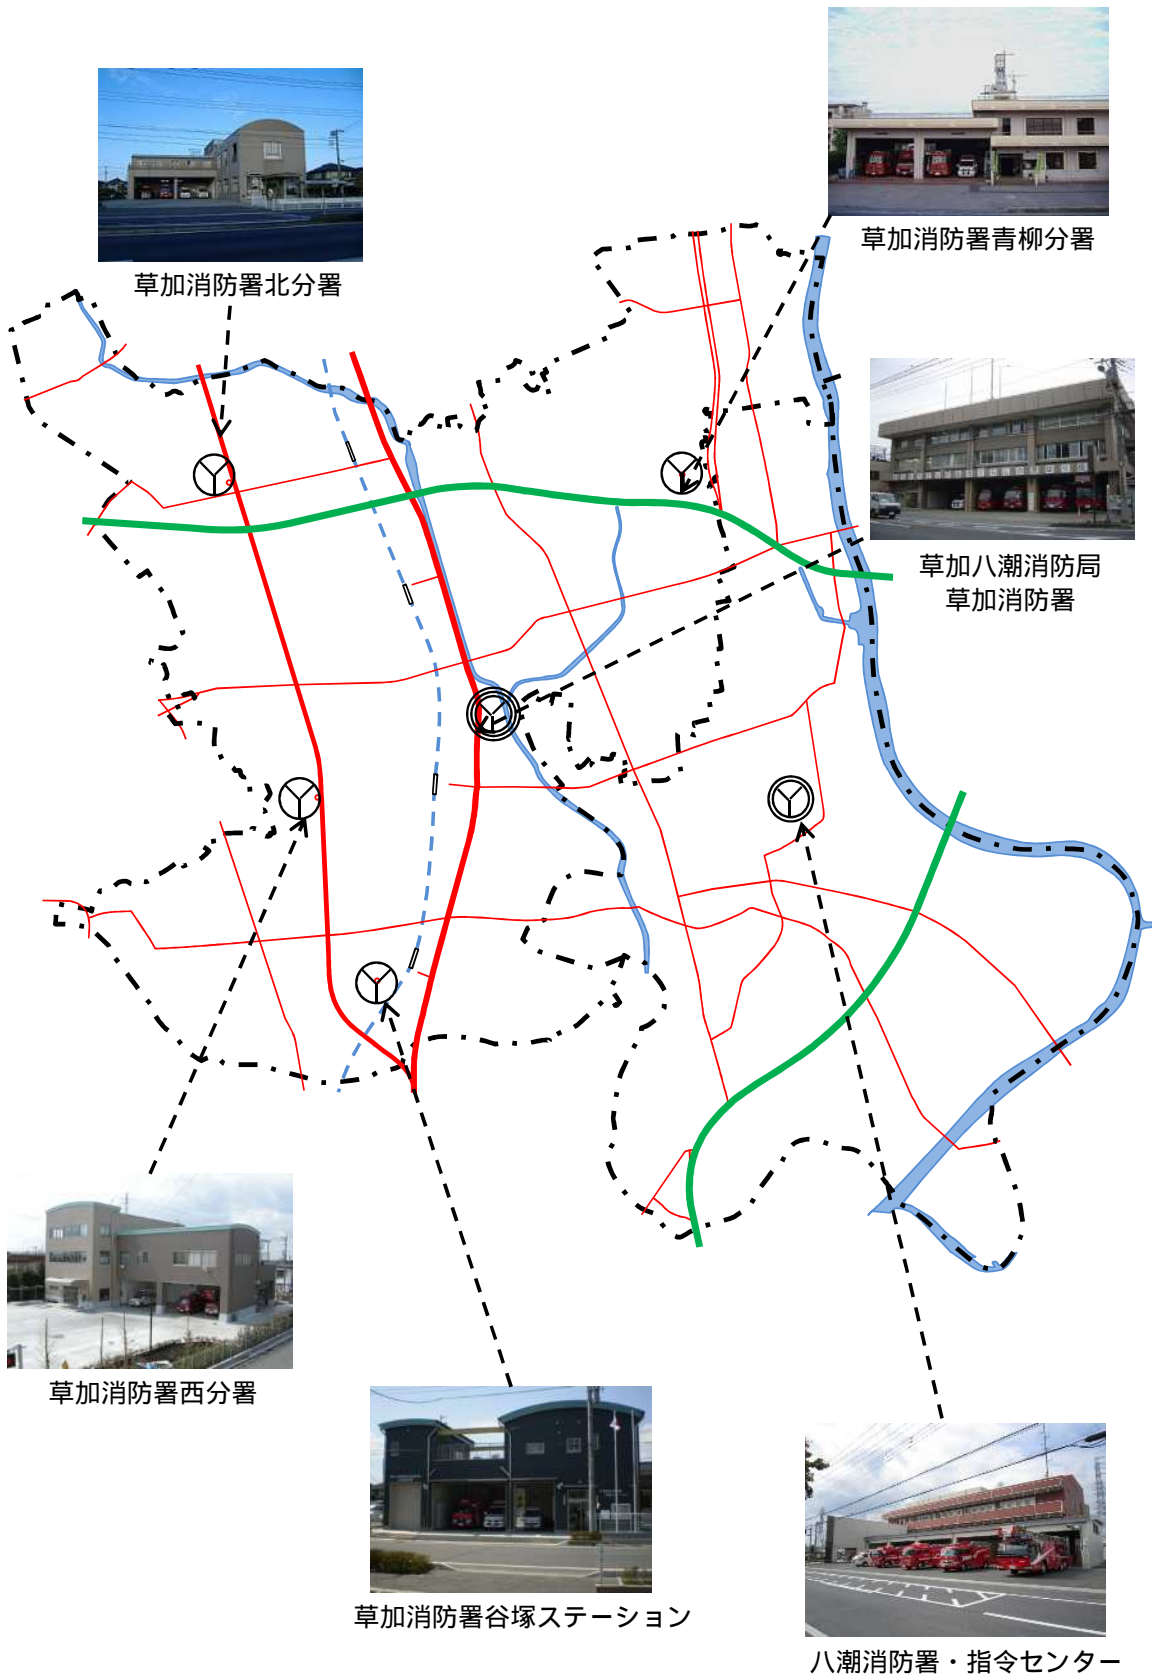 草加消防署青柳分署
草加消防署北分署
草加八潮消防局
草加消防署
草加消防署西分署
草加消防署谷塚ステーション
八潮消防署・指令センター